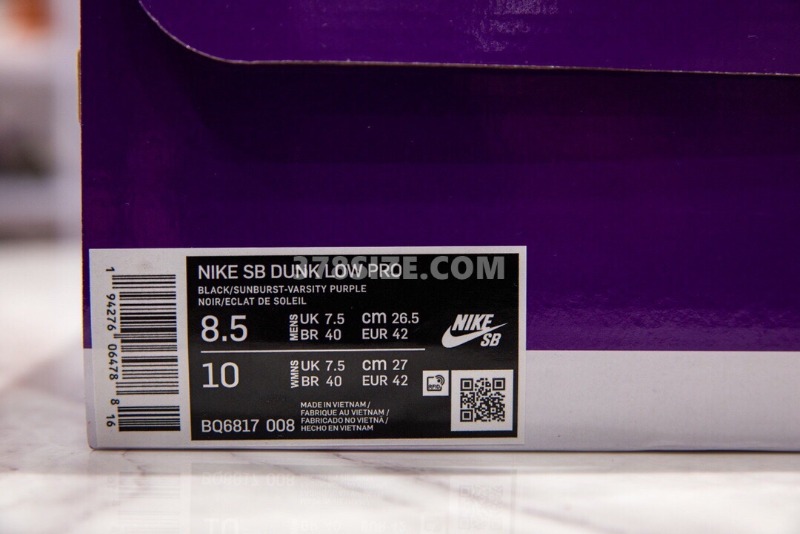 378SIZE.COM
NIKE SB DUNK LOW PRO
BLACK/SUNBURST-VARSITY PURPLE
NOIR/ECLAT DE SOLEIL
8.5 MENS UK 7.5 cm 26.5
BR 40 EUR 42
NIKE SB
10 WMNS UK 7.5 cm 27
BR 40 EUR 42
MADE IN VIETNAM /
FABRIQUE AU VIETNAM /
FABRICADO NO VIETNÃ /
HECHO EN VIETNAM
BQ6817 008
1 94276 06478 8 16